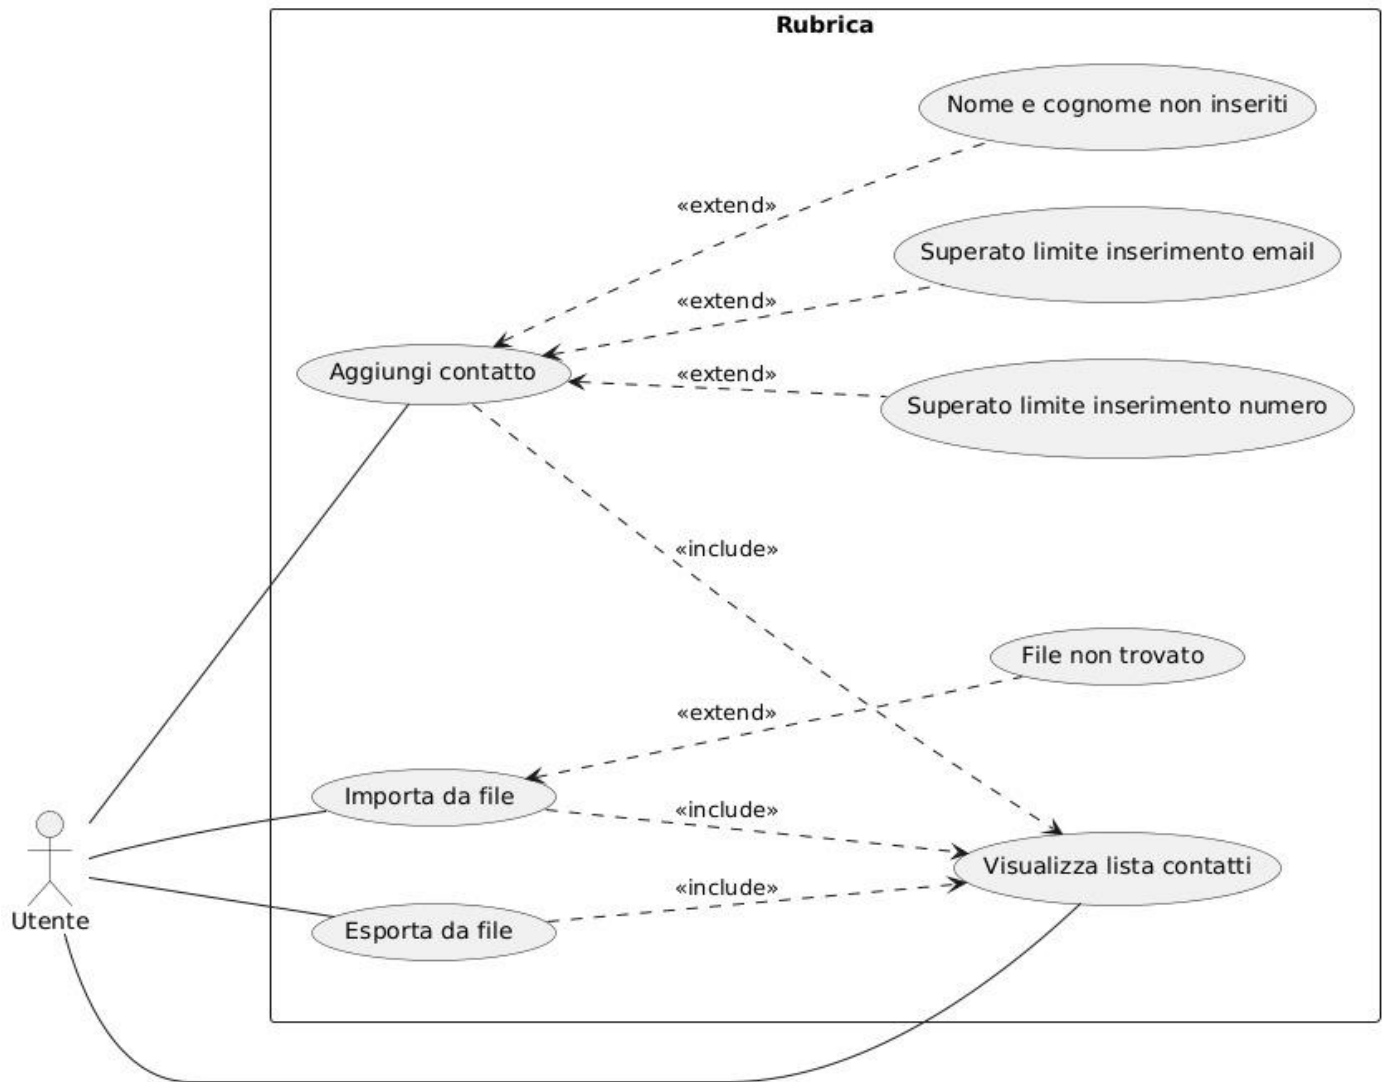 Rubrica
Nome e cognome non inseriti
«extend»
Superato limite inserimento email
«extend»
Aggiungi contatto
«extend»
Superato limite inserimento numero
«include»
File non trovato
«extend»
Importa da file
«include»
Visualizza lista contatti
«include»
Utente
Esporta da file